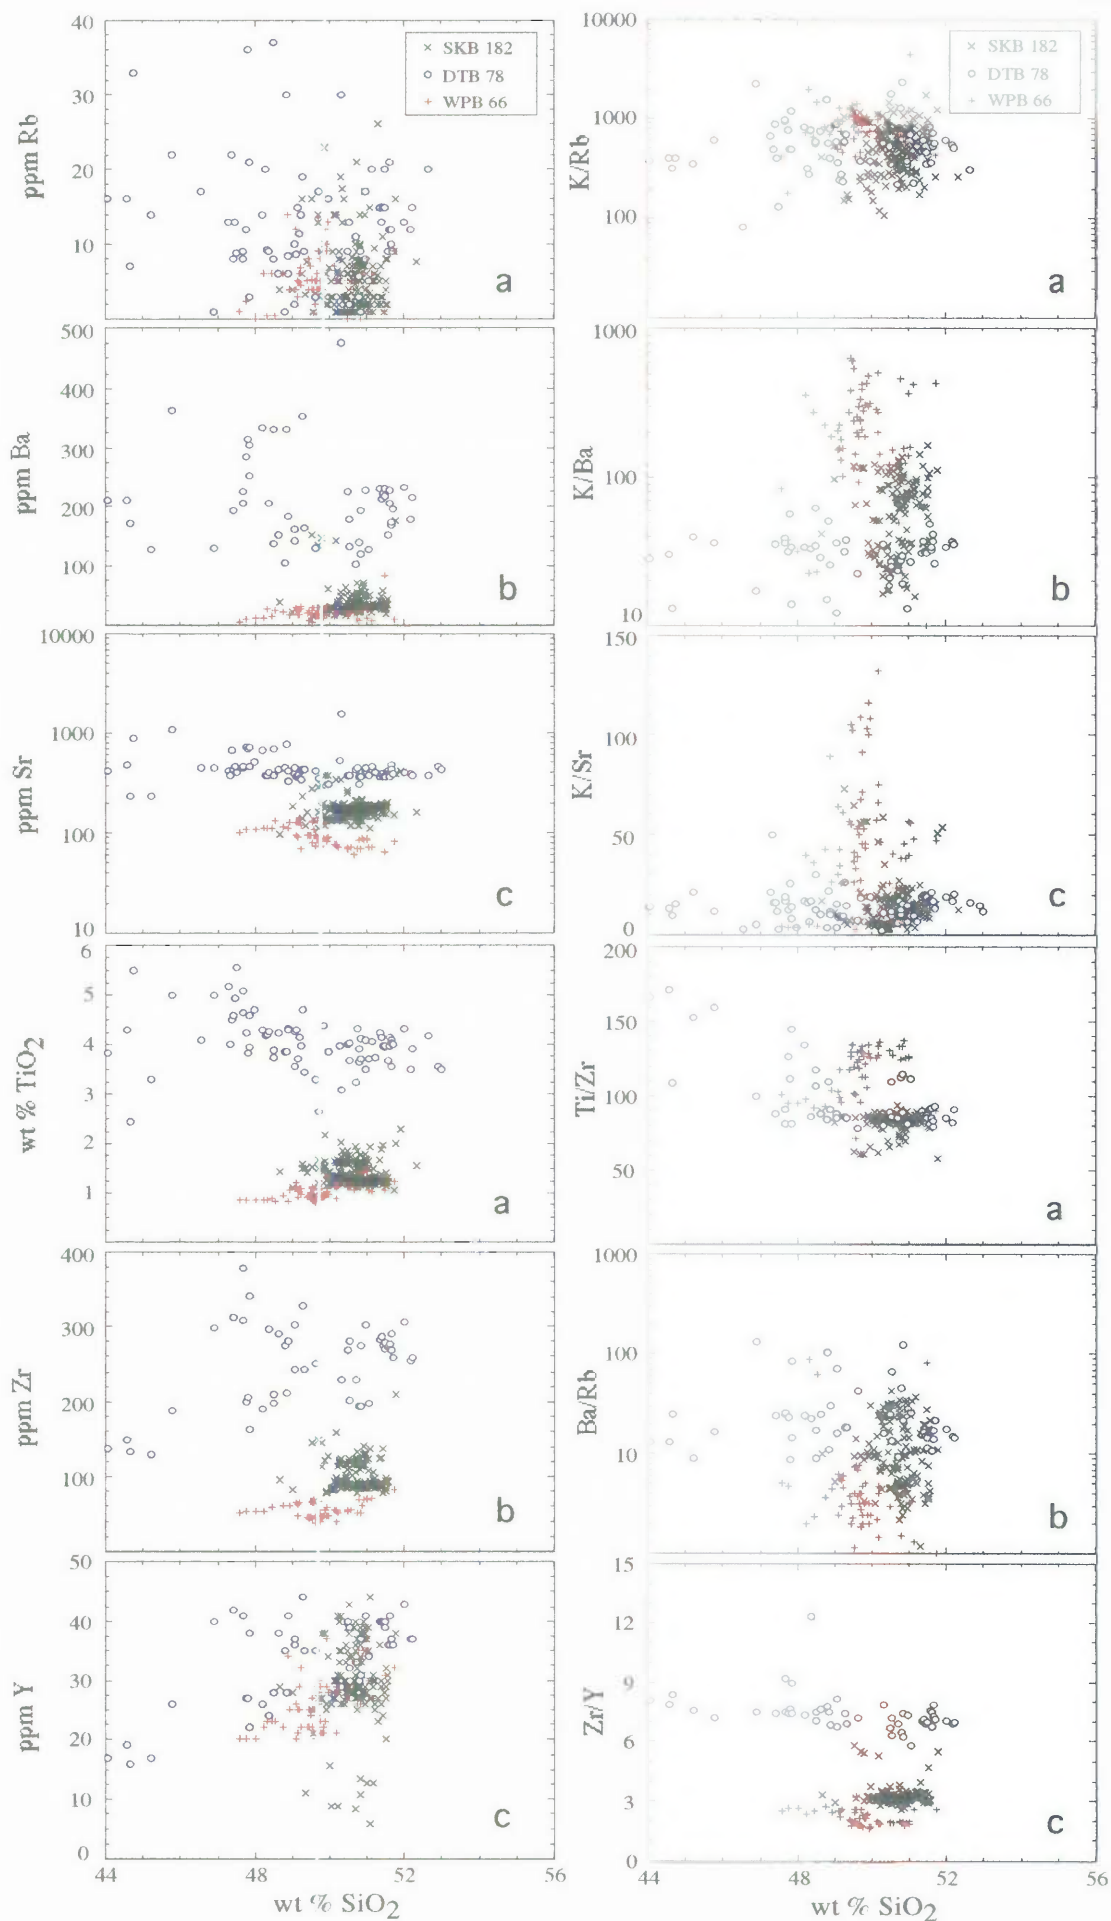 40
30
20
10
ppm Rb
× SKB 182
○ DTB 78
+ WPB 66
a
500
400
300
200
100
ppm Ba
b
10000
1000
100
10
ppm Sr
c
6
5
4
3
2
1
wt % TiO2
a
400
300
200
100
ppm Zr
b
50
40
30
20
10
0
ppm Y
c
44
48
52
56
wt % SiO2
10000
1000
100
K/Rb
× SKB 182
○ DTB 78
+ WPB 66
a
1000
100
10
K/Ba
b
150
100
50
0
K/Sr
c
200
150
100
50
Ti/Zr
a
1000
100
10
Ba/Rb
b
15
12
9
6
3
0
Zr/Y
c
44
48
52
56
wt % SiO2